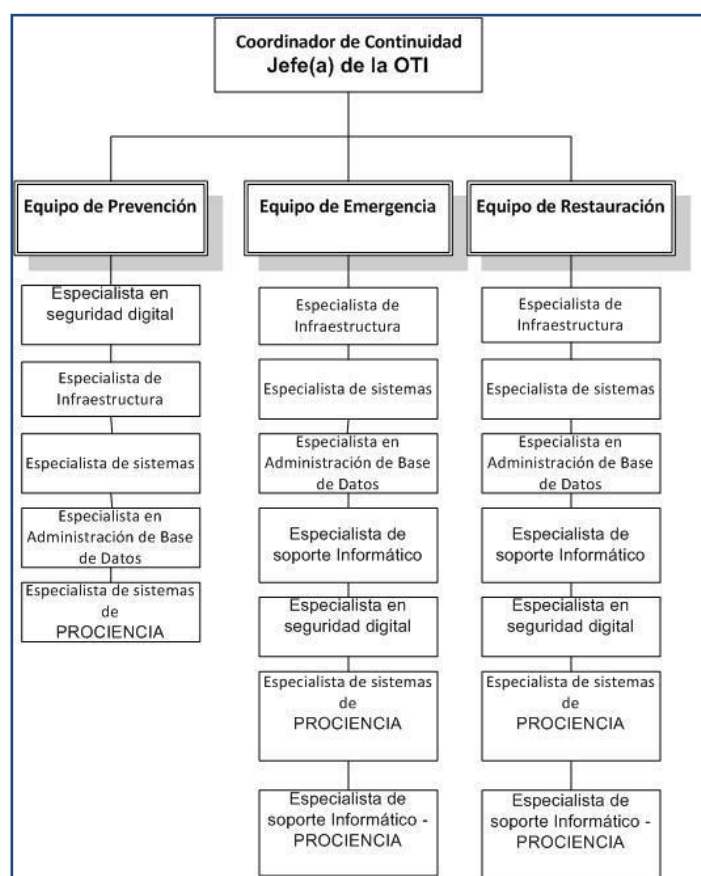 Coordinador de Continuidad
Jefe(a) de la OTI
Equipo de Prevención
Especialista en
seguridad digital
Especialista de
Infraestructura
Especialista de sistemas
Especialista en
Administración de Base
de Datos
Especialista de sistemas
de
PROCIENCIA
Equipo de Emergencia
Especialista de
Infraestructura
Especialista de sistemas
Especialista en
Administración de Base
de Datos
Especialista de
soporte Informático
Especialista en
seguridad digital
Especialista de sistemas
de
PROCIENCIA
Especialista de
soporte Informático -
PROCIENCIA
Equipo de Restauración
Especialista de
Infraestructura
Especialista de sistemas
Especialista en
Administración de Base
de Datos
Especialista de
soporte Informático
Especialista en
seguridad digital
Especialista de sistemas
de
PROCIENCIA
Especialista de
soporte Informático -
PROCIENCIA